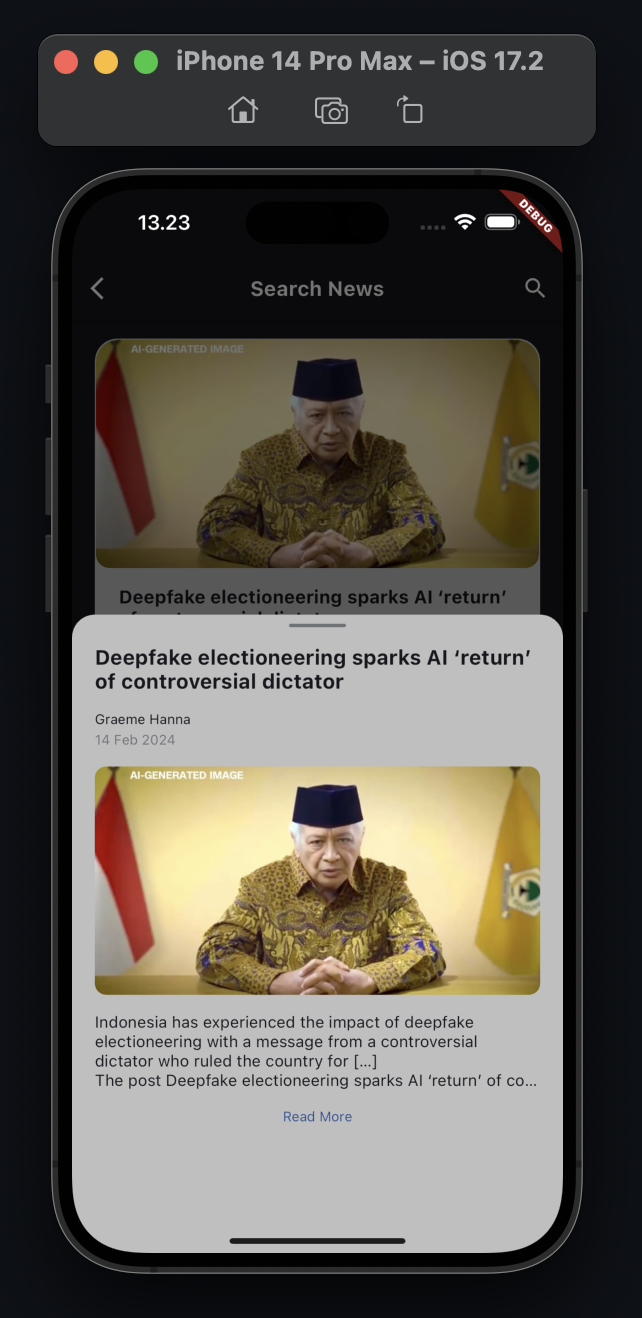 iPhone 14 Pro Max – iOS 17.2
13.23
DEBUG
Search News
AI-GENERATED IMAGE
Deepfake electioneering sparks AI ‘return’
Deepfake electioneering sparks AI ‘return’
of controversial dictator
Graeme Hanna
14 Feb 2024
AI-GENERATED IMAGE
Indonesia has experienced the impact of deepfake
electioneering with a message from a controversial
dictator who ruled the country for [...]
The post Deepfake electioneering sparks AI ‘return’ of co...
Read More